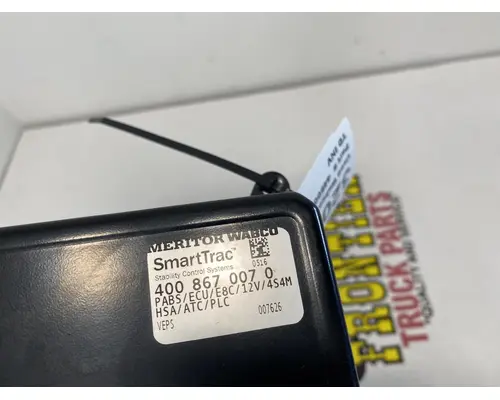 MERITOR WABCO
SmartTrac
Stability Control Systems
0516
400 867 007 0
PABS/ECU/E8C/12V/4S4M
HSA/ATC/PLC
007626
VEPS
FRONTIER
TRUCK PARTS